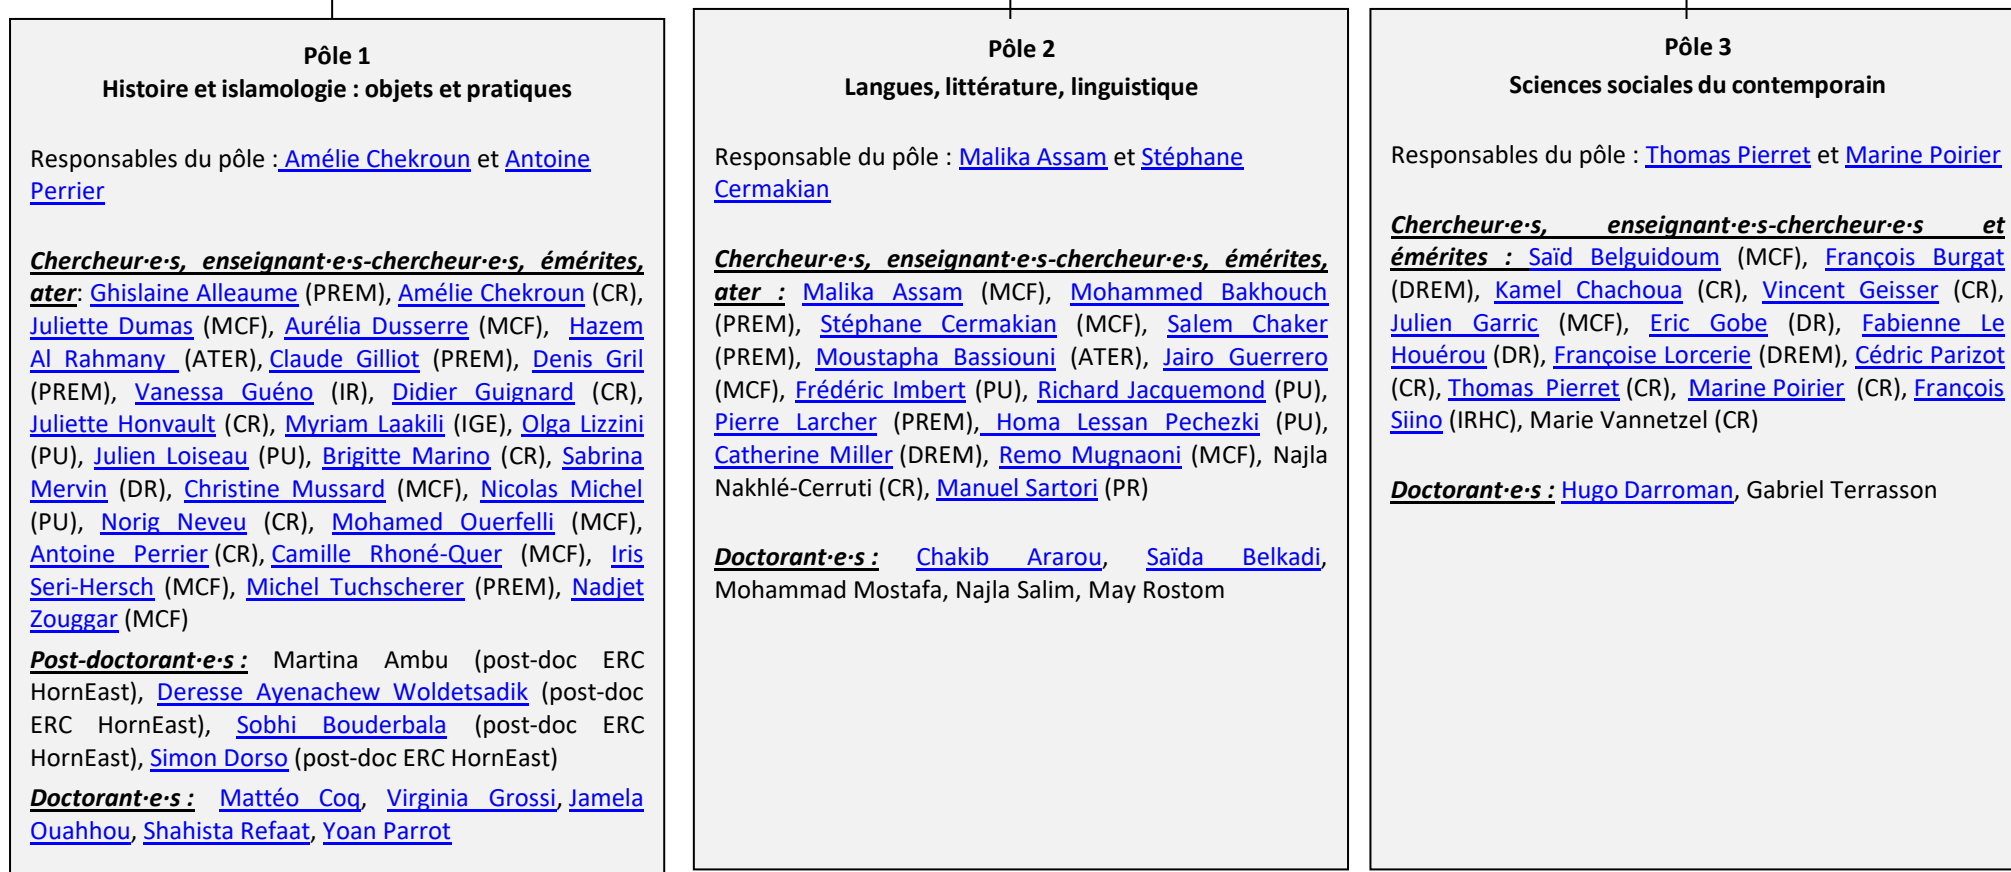 Pôle 1
Histoire et islamologie : objets et pratiques
Responsables du pôle : Amélie Chekroun et Antoine
Perrier
Chercheur·e·s, enseignant·e·s-chercheur·e·s, émérites,
ater: Ghislaine Alleaume (PREM), Amélie Chekroun (CR),
Juliette Dumas (MCF), Aurélia Dusserre (MCF), Hazem
Al Rahmany (ATER), Claude Gilliot (PREM), Denis Gril
(PREM), Vanessa Guéno (IR), Didier Guignard (CR),
Juliette Honvault (CR), Myriam Laakili (IGE), Olga Lizzini
(PU), Julien Loiseau (PU), Brigitte Marino (CR), Sabrina
Mervin (DR), Christine Mussard (MCF), Nicolas Michel
(PU), Norig Neveu (CR), Mohamed Ouerfelli (MCF),
Antoine Perrier (CR), Camille Rhoné-Quer (MCF), Iris
Seri-Hersch (MCF), Michel Tuchscherer (PREM), Nadjet
Zouggar (MCF)
Post-doctorant·e·s : Martina Ambu (post-doc ERC
HornEast), Deresse Ayenachew Woldetsadik (post-doc
ERC HornEast), Sobhi Bouderbala (post-doc ERC
HornEast), Simon Dorso (post-doc ERC HornEast)
Doctorant·e·s : Mattéo Coq, Virginia Grossi, Jamela
Ouahhou, Shahista Refaat, Yoan Parrot
Pôle 2
Langues, littérature, linguistique
Responsable du pôle : Malika Assam et Stéphane
Cermakian
Chercheur·e·s, enseignant·e·s-chercheur·e·s, émérites,
ater : Malika Assam (MCF), Mohammed Bakhouch
(PREM), Stéphane Cermakian (MCF), Salem Chaker
(PREM), Moustapha Bassiouni (ATER), Jairo Guerrero
(MCF), Frédéric Imbert (PU), Richard Jacquemond (PU),
Pierre Larcher (PREM), Homa Lessan Pechezki (PU),
Catherine Miller (DREM), Remo Mugnaoni (MCF), Najla
Nakhlé-Cerruti (CR), Manuel Sartori (PR)
Doctorant·e·s : Chakib Ararou, Saïda Belkadi,
Mohammad Mostafa, Najla Salim, May Rostom
Pôle 3
Sciences sociales du contemporain
Responsables du pôle : Thomas Pierret et Marine Poirier
Chercheur·e·s, enseignant·e·s-chercheur·e·s et
émérites : Saïd Belguidoum (MCF), François Burgat
(DREM), Kamel Chachoua (CR), Vincent Geisser (CR),
Julien Garric (MCF), Eric Gobe (DR), Fabienne Le
Houérou (DR), Françoise Lorcerie (DREM), Cédric Parizot
(CR), Thomas Pierret (CR), Marine Poirier (CR), François
Siino (IRHC), Marie Vannetzel (CR)
Doctorant·e·s : Hugo Darroman, Gabriel Terrasson